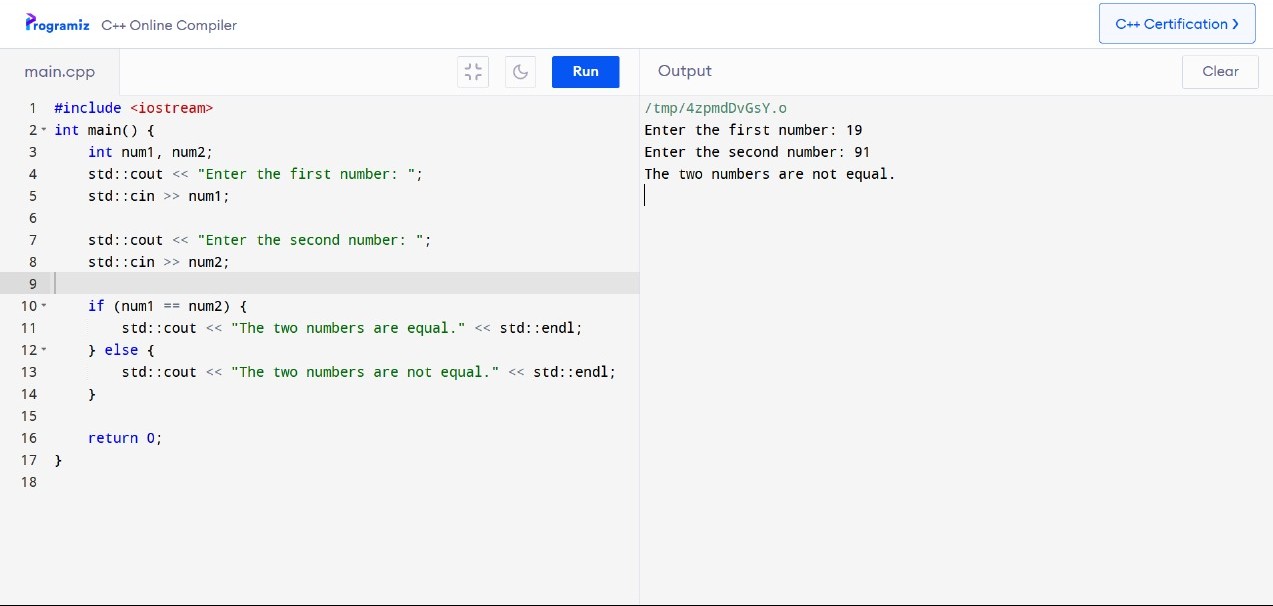 Programiz C++ Online Compiler
C++ Certification ❯
main.cpp
Run
Output
Clear
1 #include <iostream>
2 int main() {
3     int num1, num2;
4     std::cout << "Enter the first number: ";
5     std::cin >> num1;
6
7     std::cout << "Enter the second number: ";
8     std::cin >> num2;
9
10     if (num1 == num2) {
11         std::cout << "The two numbers are equal." << std::endl;
12     } else {
13         std::cout << "The two numbers are not equal." << std::endl;
14     }
15
16     return 0;
17 }
18
/tmp/4zpmdDvGsY.o
Enter the first number: 19
Enter the second number: 91
The two numbers are not equal.